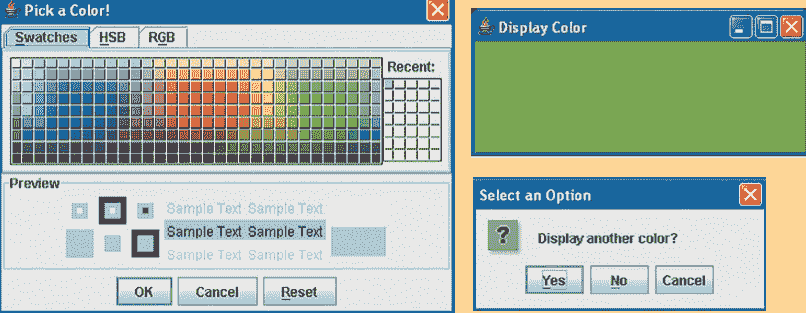 Pick a Color!
Swatches HSB RGB
Recent:
Preview
Sample Text Sample Text
Sample Text Sample Text
Sample Text Sample Text
OK Cancel Reset
Display Color
Select an Option
?
Display another color?
Yes No Cancel